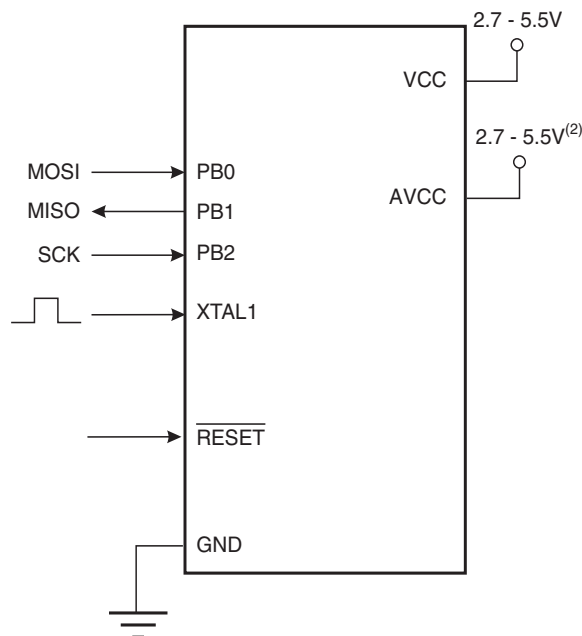 2.7 - 5.5V
VCC
2.7 - 5.5V(2)
AVCC
MOSI PB0
MISO PB1
SCK PB2
XTAL1
RESET
GND